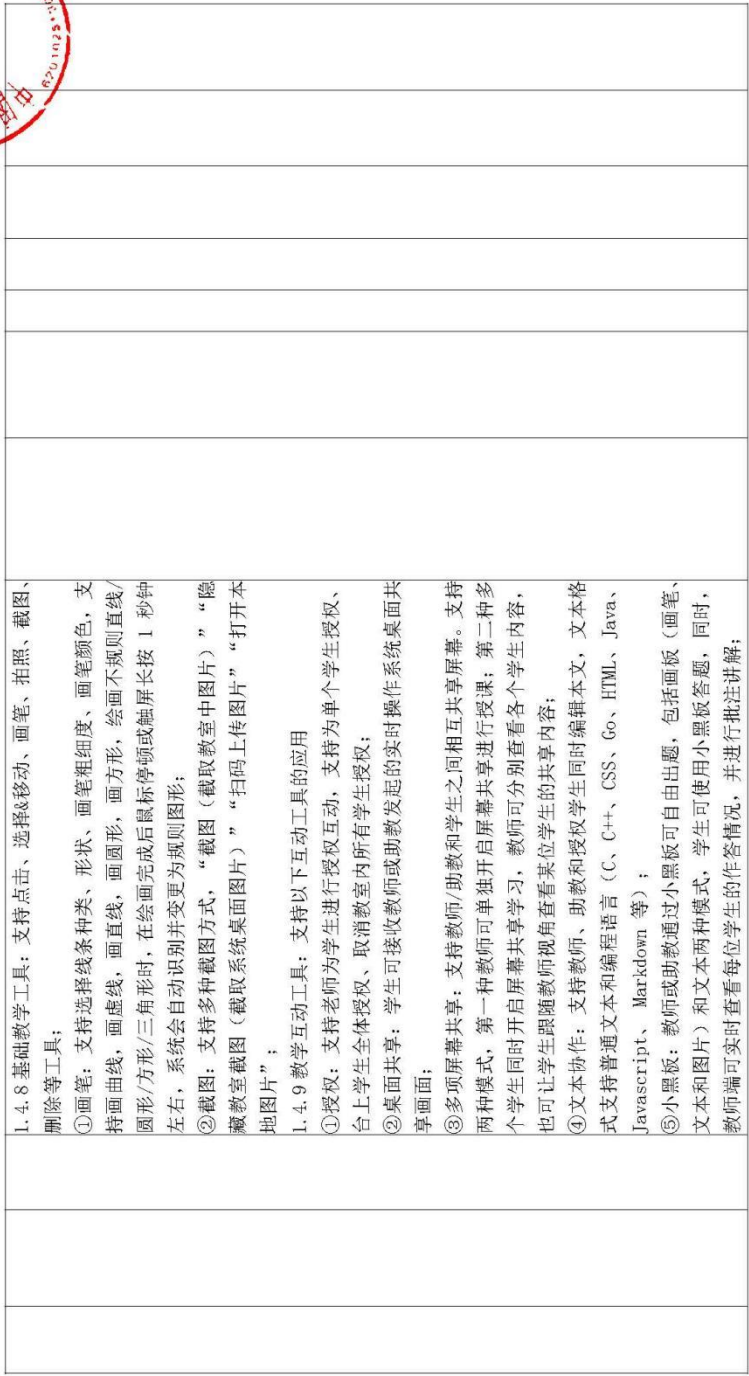 1.4.8 基础教学工具：支持点击、选择&移动、画笔、拍照、截图、
删除等工具；
①画笔：支持选择线条种类、形状、画笔粗细度、画笔颜色，支
持画曲线，画虚线，画直线，画圆形，画方形，绘画不规则直线/
圆形/方形/三角形时，在绘画完成后鼠标停顿或触屏长按 1 秒钟
左右，系统会自动识别并变更为规则图形；
②截图：支持多种截图方式，“截图（截取教室中图片）”“隐
藏教室截图（截取系统桌面图片）”“扫码上传图片”“打开本
地图片”；
1.4.9 教学互动工具：支持以下互动工具的应用
①授权：支持老师为学生进行授权互动，支持为单个学生授权、
台上学生全体授权、取消教室内所有学生授权；
②桌面共享：学生可接收教师或助教发起的实时操作系统桌面共
享画面；
③多项屏幕共享：支持教师/助教和学生之间相互共享屏幕。支持
两种模式，第一种教师可单独开启屏幕共享进行授课；第二种多
个学生同时开启屏幕共享学习，教师可分别查看各个学生内容，
也可让学生跟随教师视角查看某位学生的共享内容；
④文本协作：支持教师、助教和授权学生同时编辑本文，文本格
式支持普通文本和编程语言（C、C++、CSS、Go、HTML、Java、
Javascript、 Markdown 等）；
⑤小黑板：教师或助教通过小黑板可自由出题，包括画板（画笔、
文本和图片）和文本两种模式，学生可使用小黑板答题，同时，
教师端可实时查看每位学生的作答情况，并进行批注讲解；